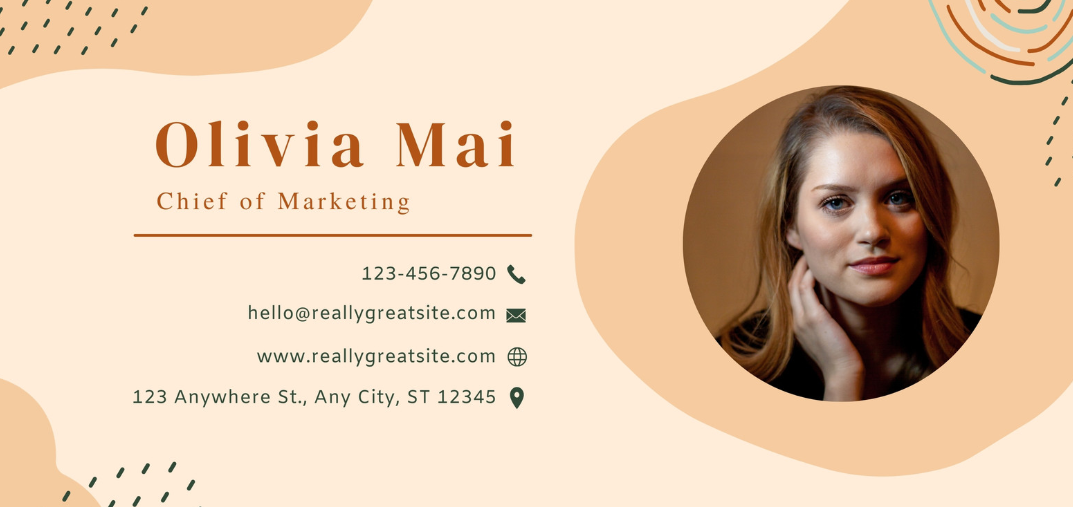 Olivia Mai
Chief of Marketing
123-456-7890
hello@reallygreatsite.com
www.reallygreatsite.com
123 Anywhere St., Any City, ST 12345